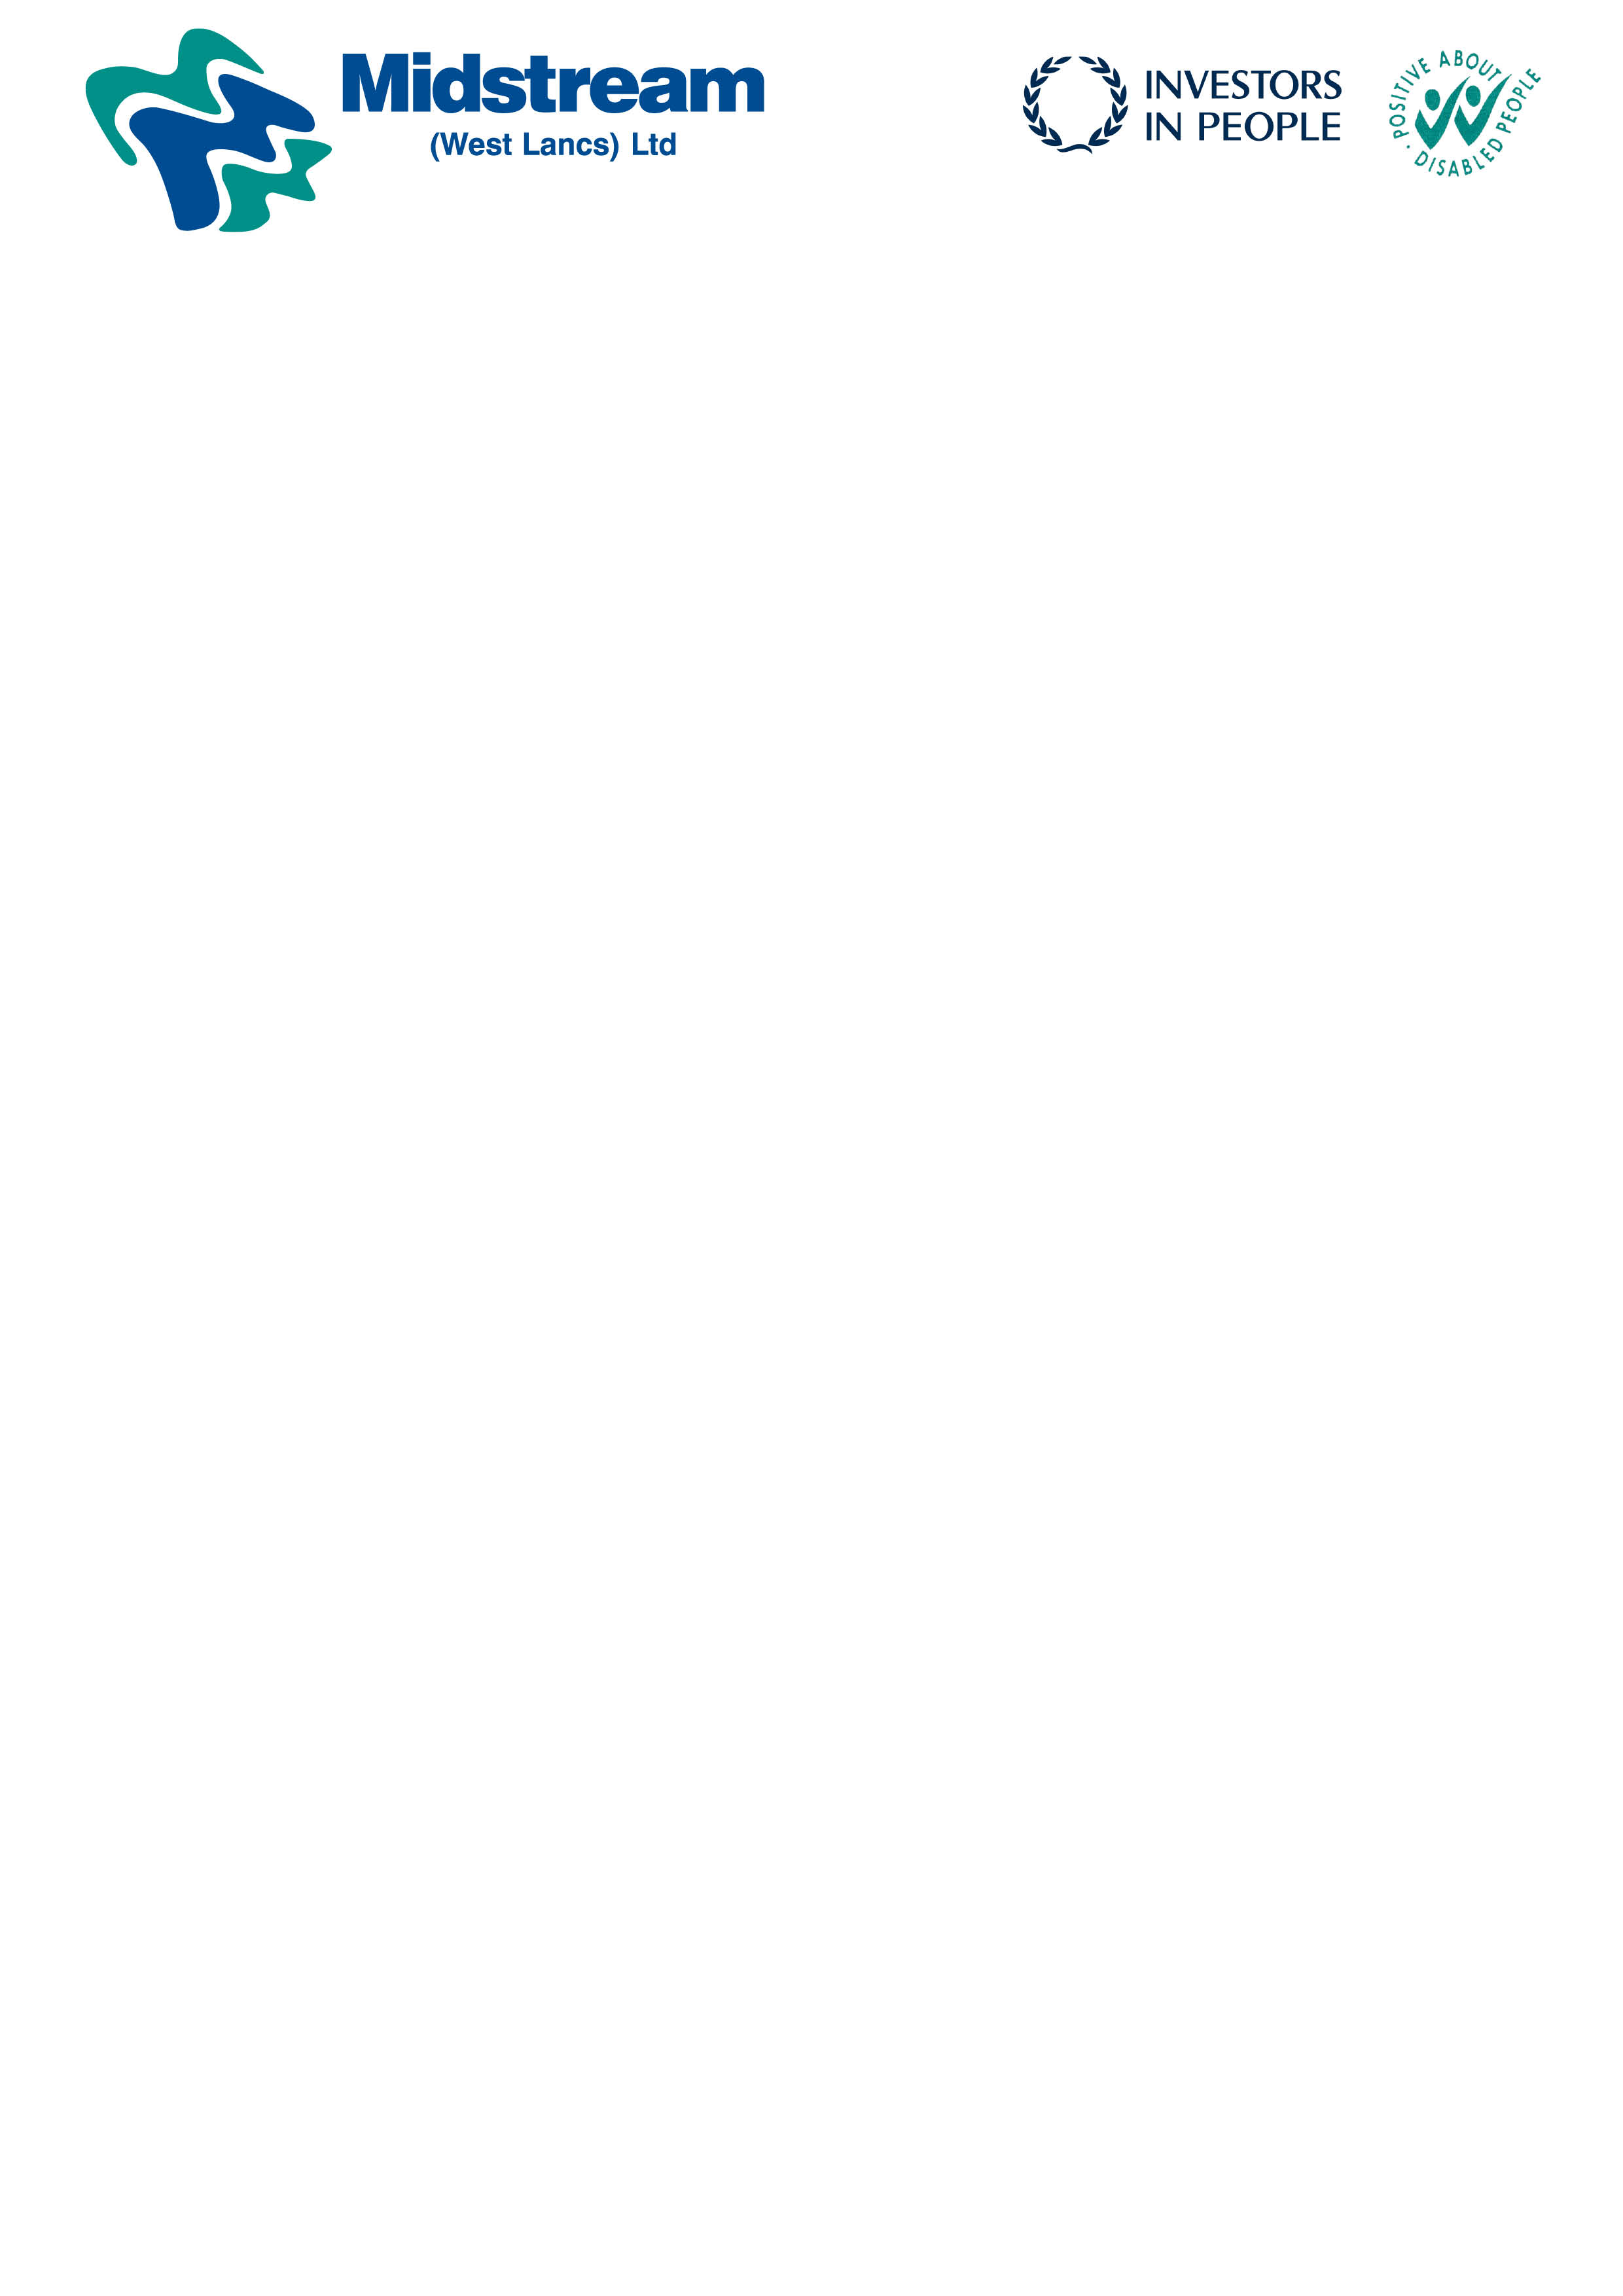 Midstream
(West Lancs) Ltd
INVESTORS
IN PEOPLE
• POSITIVE ABOUT
DISABLED PEOPLE